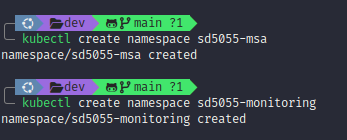 dev main ?1
kubectl create namespace sd5055-msa
namespace/sd5055-msa created
dev main ?1
kubectl create namespace sd5055-monitoring
namespace/sd5055-monitoring created